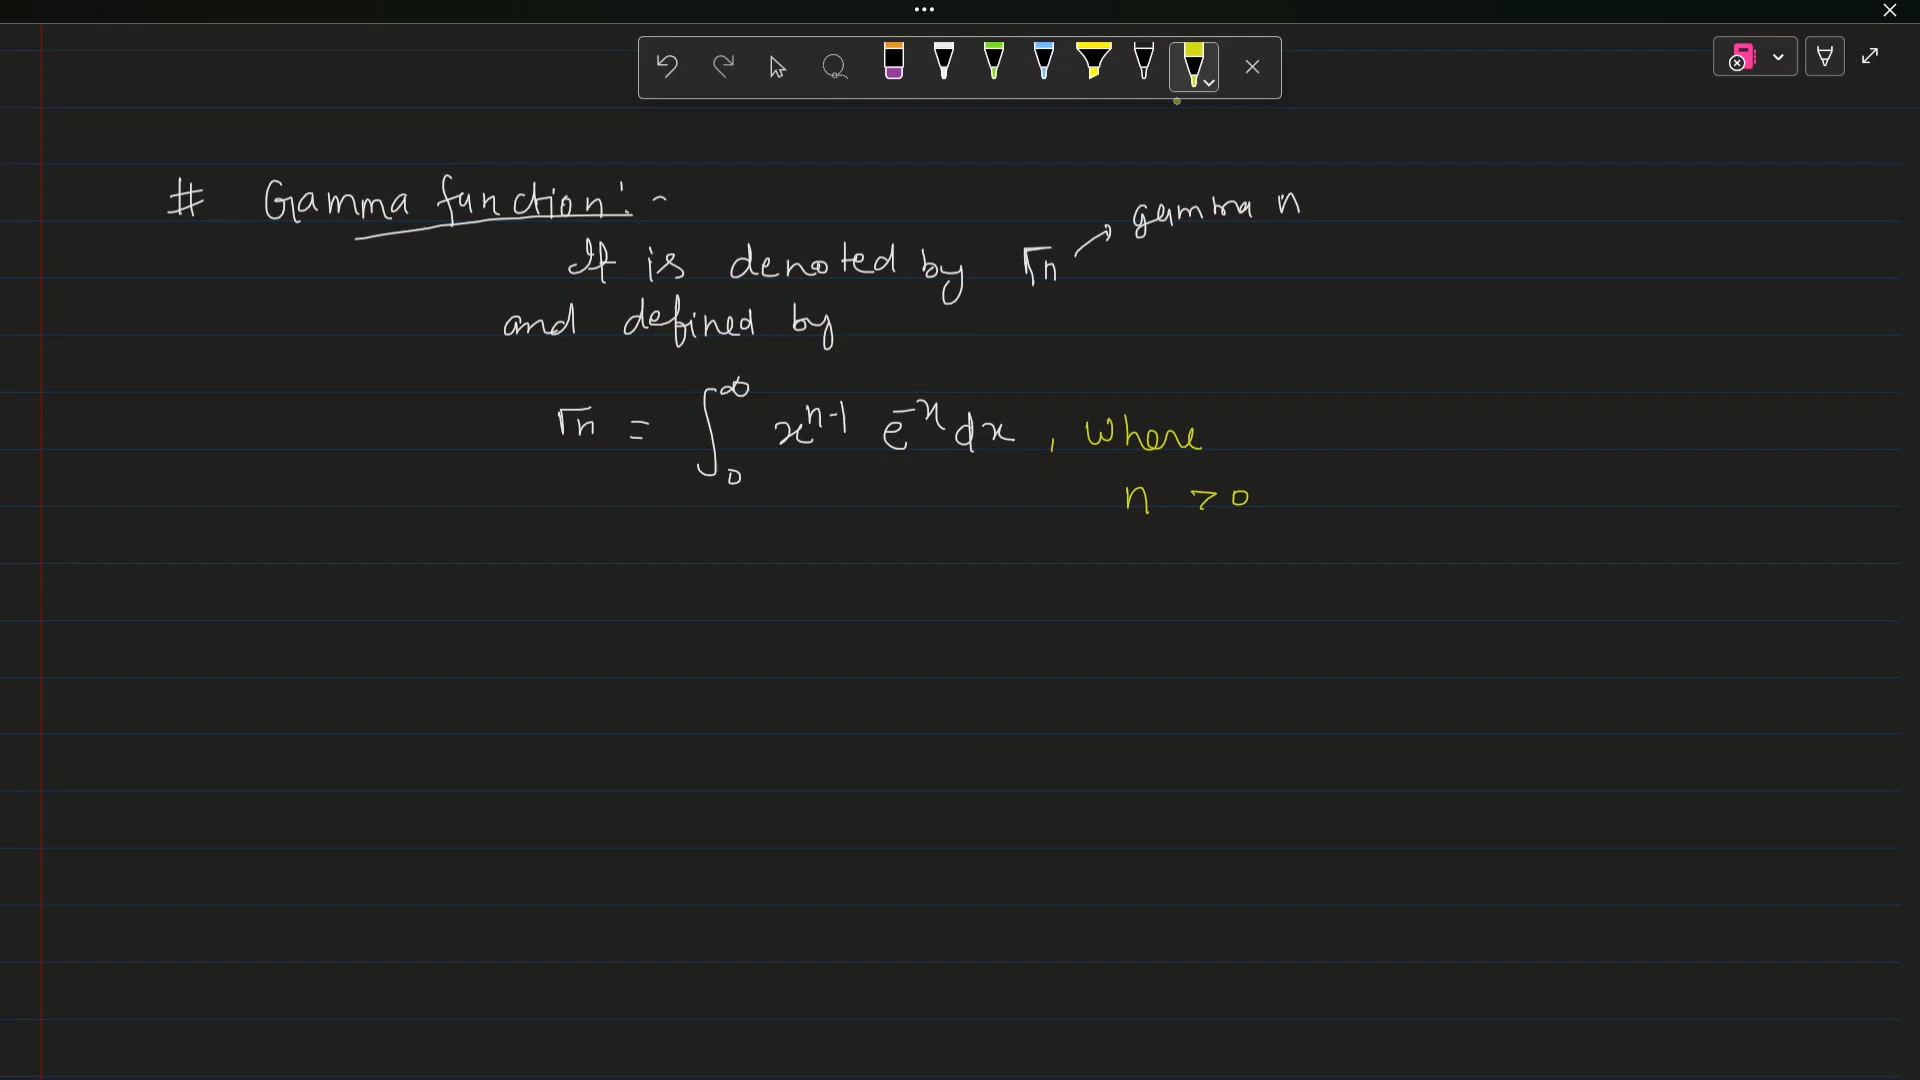 # Gamma function :-
It is denoted by Γn → gamma n
and defined by
Γn = ∫₀^∞ x^(n-1) e^(-x) dx , where
n > 0